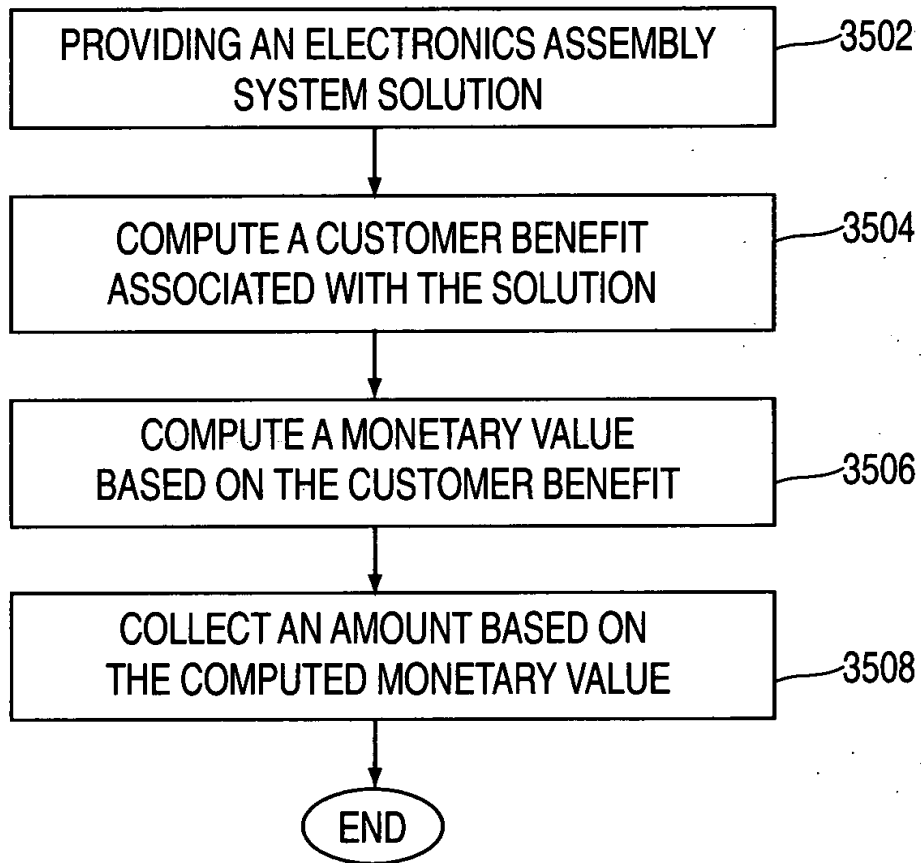 PROVIDING AN ELECTRONICS ASSEMBLY
SYSTEM SOLUTION
3502
COMPUTE A CUSTOMER BENEFIT
ASSOCIATED WITH THE SOLUTION
3504
COMPUTE A MONETARY VALUE
BASED ON THE CUSTOMER BENEFIT
3506
COLLECT AN AMOUNT BASED ON
THE COMPUTED MONETARY VALUE
3508
END